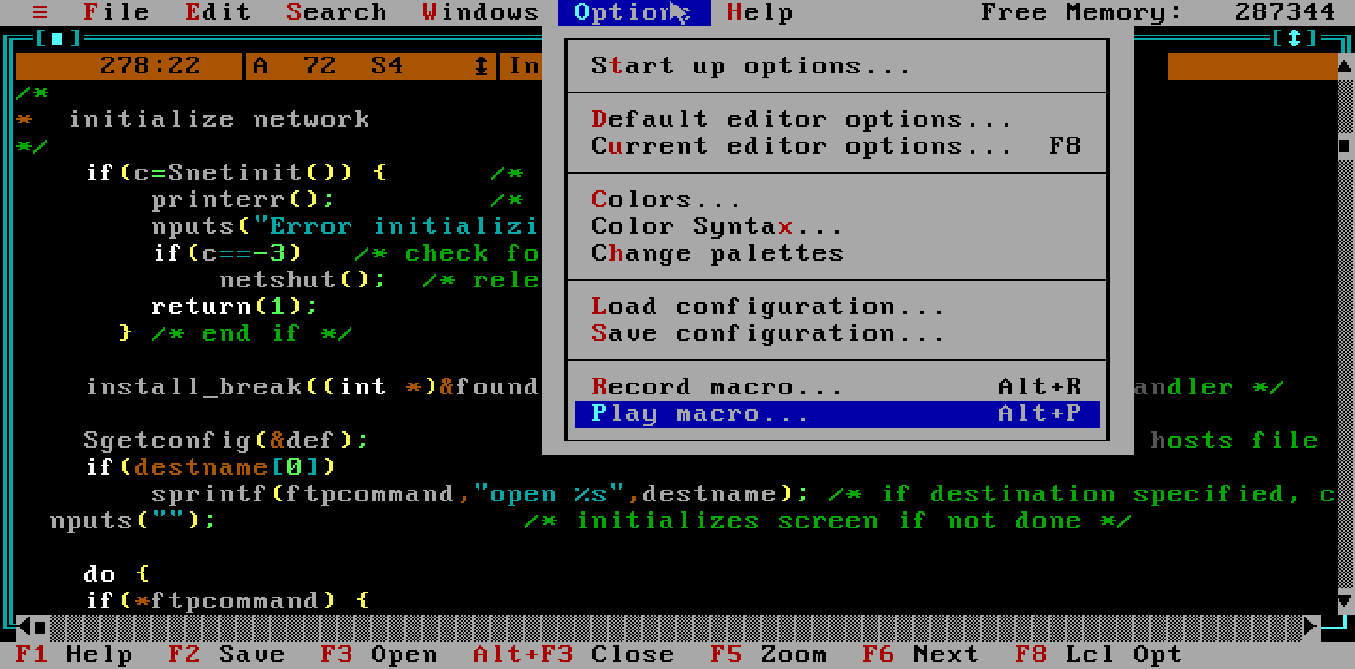 ≡ File Edit Search Windows Options Help Free Memory: 287344
278:22 A 72 S4 In
Start up options...
Default editor options...
Current editor options... F8
Colors...
Color Syntax...
Change palettes
Load configuration...
Save configuration...
Record macro... Alt+R
Play macro... Alt+P
/*
* initialize network
*/
if(c=Snetinit()) { /*
printerr(); /*
nputs("Error initializi
if(c==-3) /* check fo
netshut(); /* rele
return(1);
} /* end if */
install_break((int *)&found andler */
Sgetconfig(&def); hosts file
if(destname[0])
sprintf(ftpcommand,"open %s",destname); /* if destination specified, c
nputs(""); /* initializes screen if not done */
do {
if(*ftpcommand) {
F1 Help F2 Save F3 Open Alt+F3 Close F5 Zoom F6 Next F8 Lcl Opt